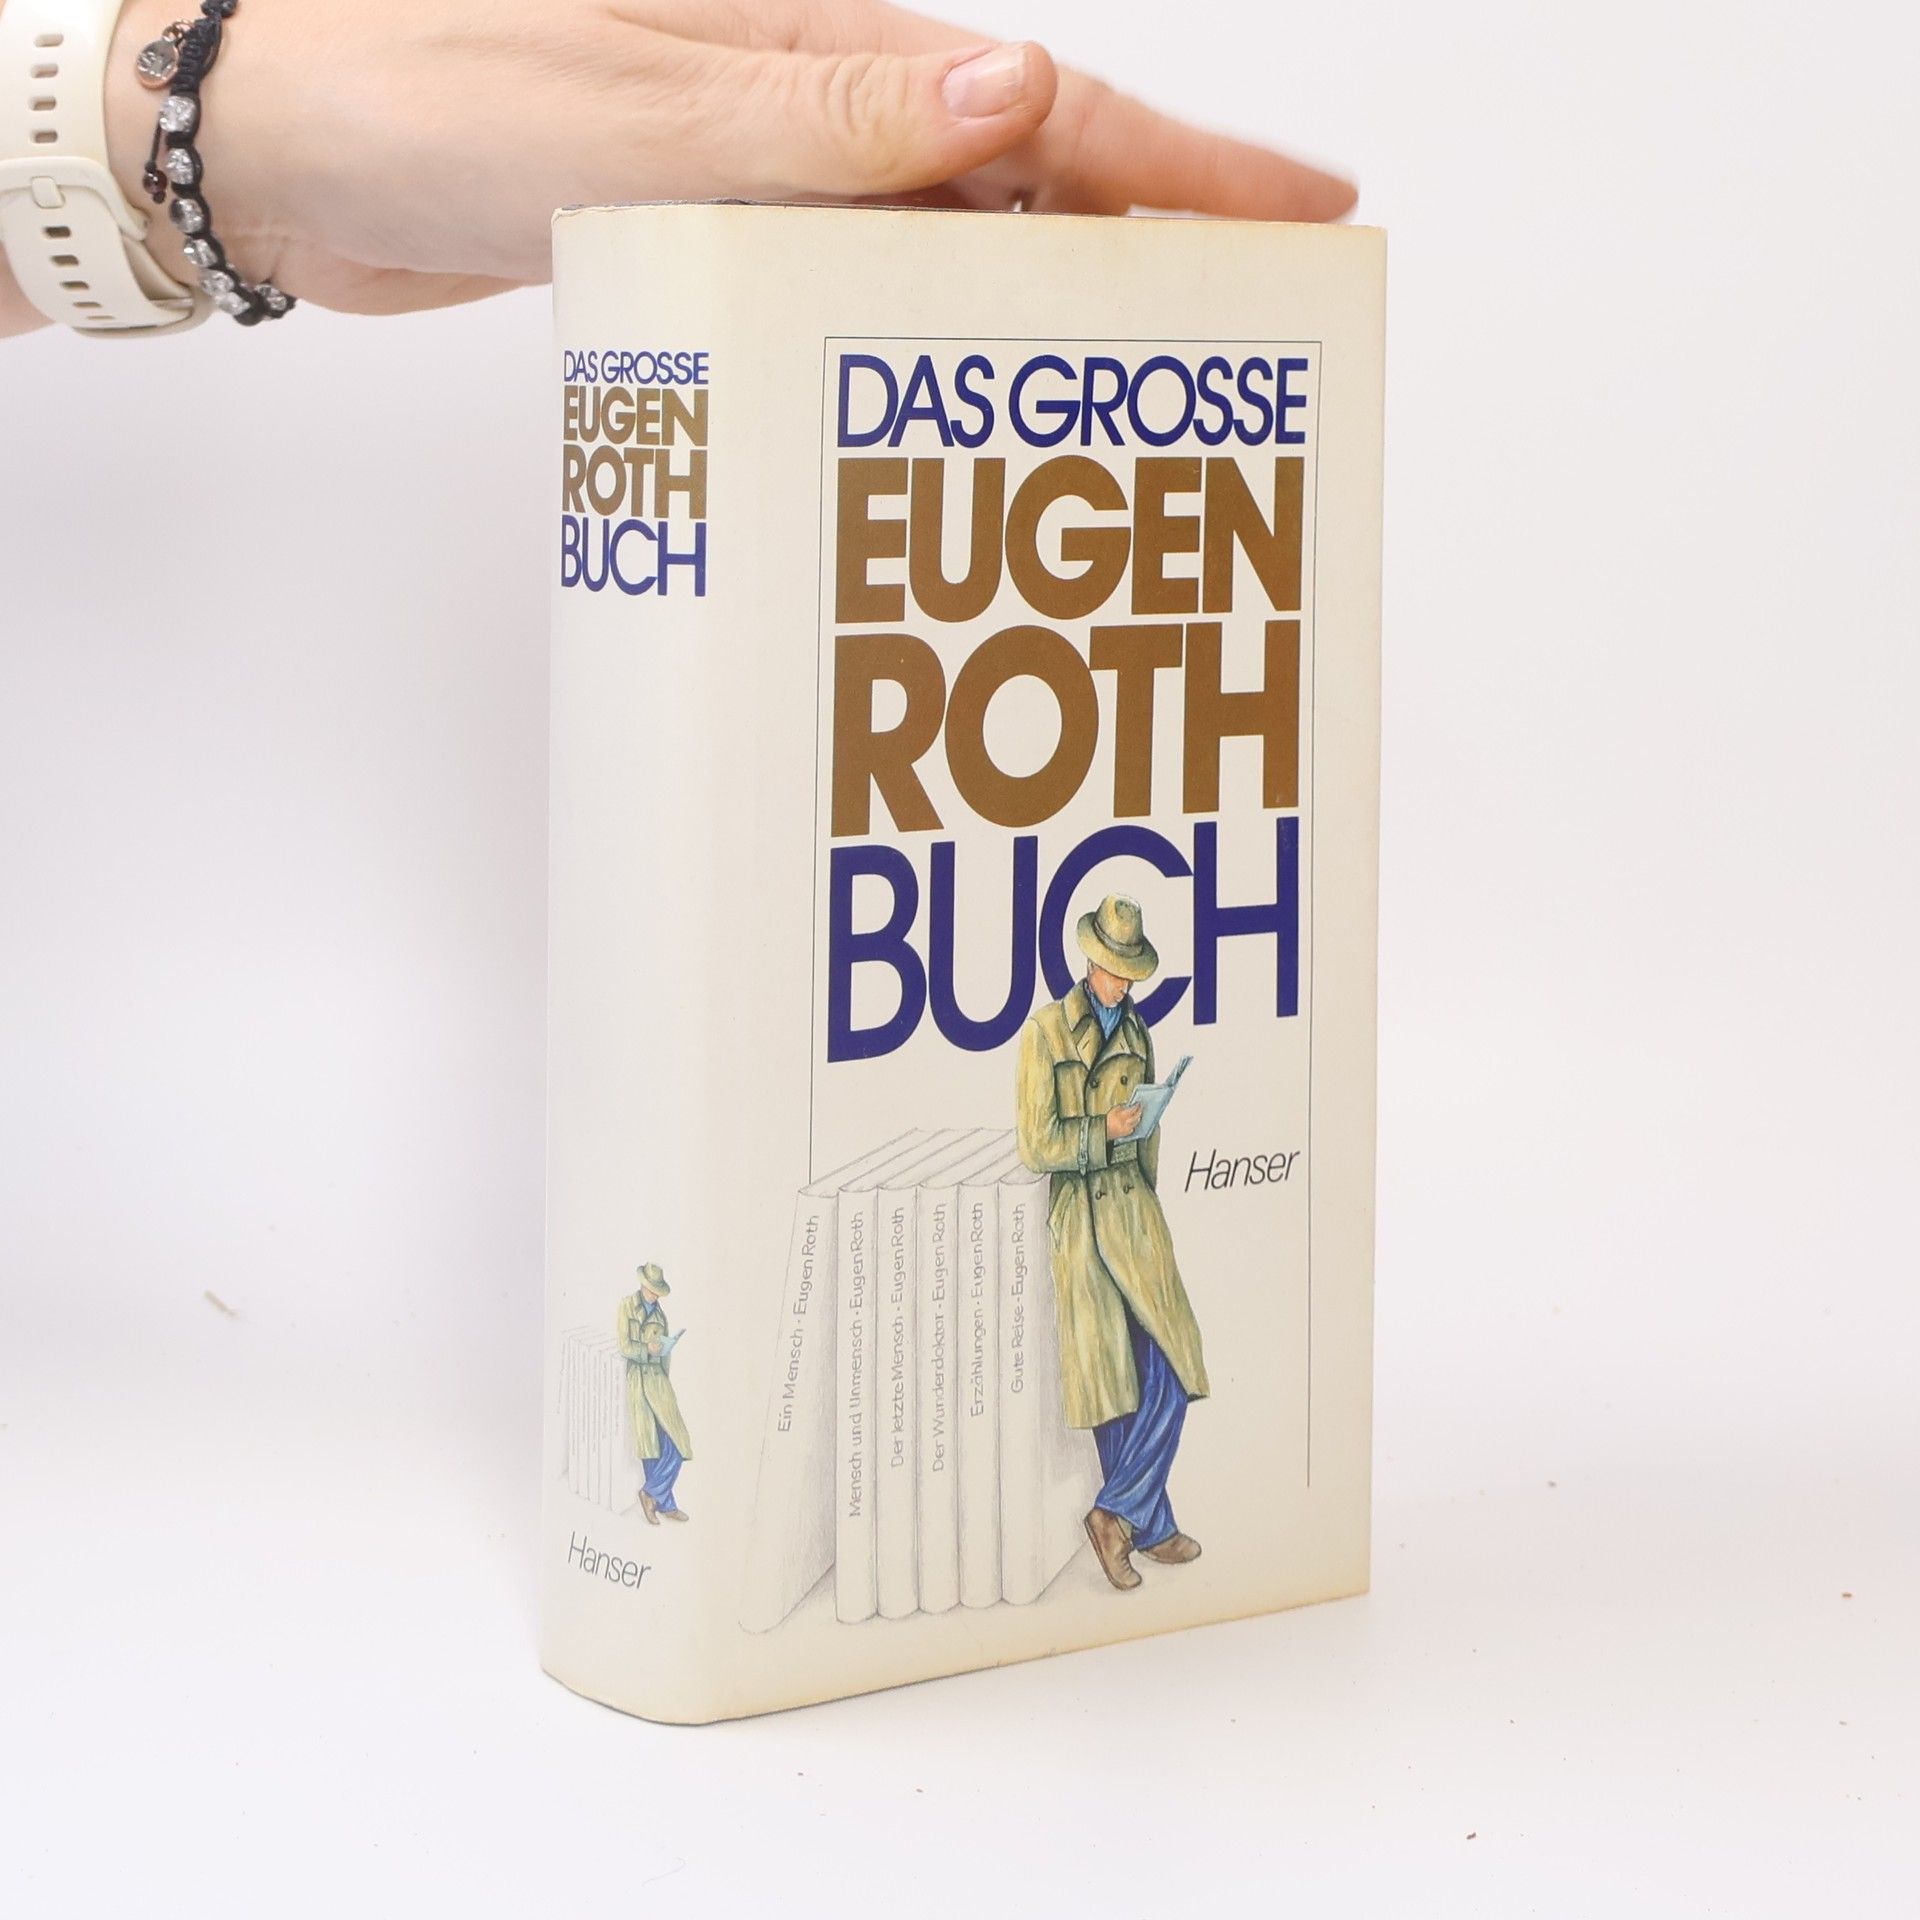 DAS GROSSE
EUGEN
ROTH
BUCH
Hanser
DAS GROSSE
EUGEN
ROTH
BUCH
Hanser
Ein Mensch · Eugen Roth
Mensch und Unmensch · Eugen Roth
Der letzte Mensch · Eugen Roth
Der Wunderdoktor · Eugen Roth
Erzählungen · Eugen Roth
Gute Reise · Eugen Roth